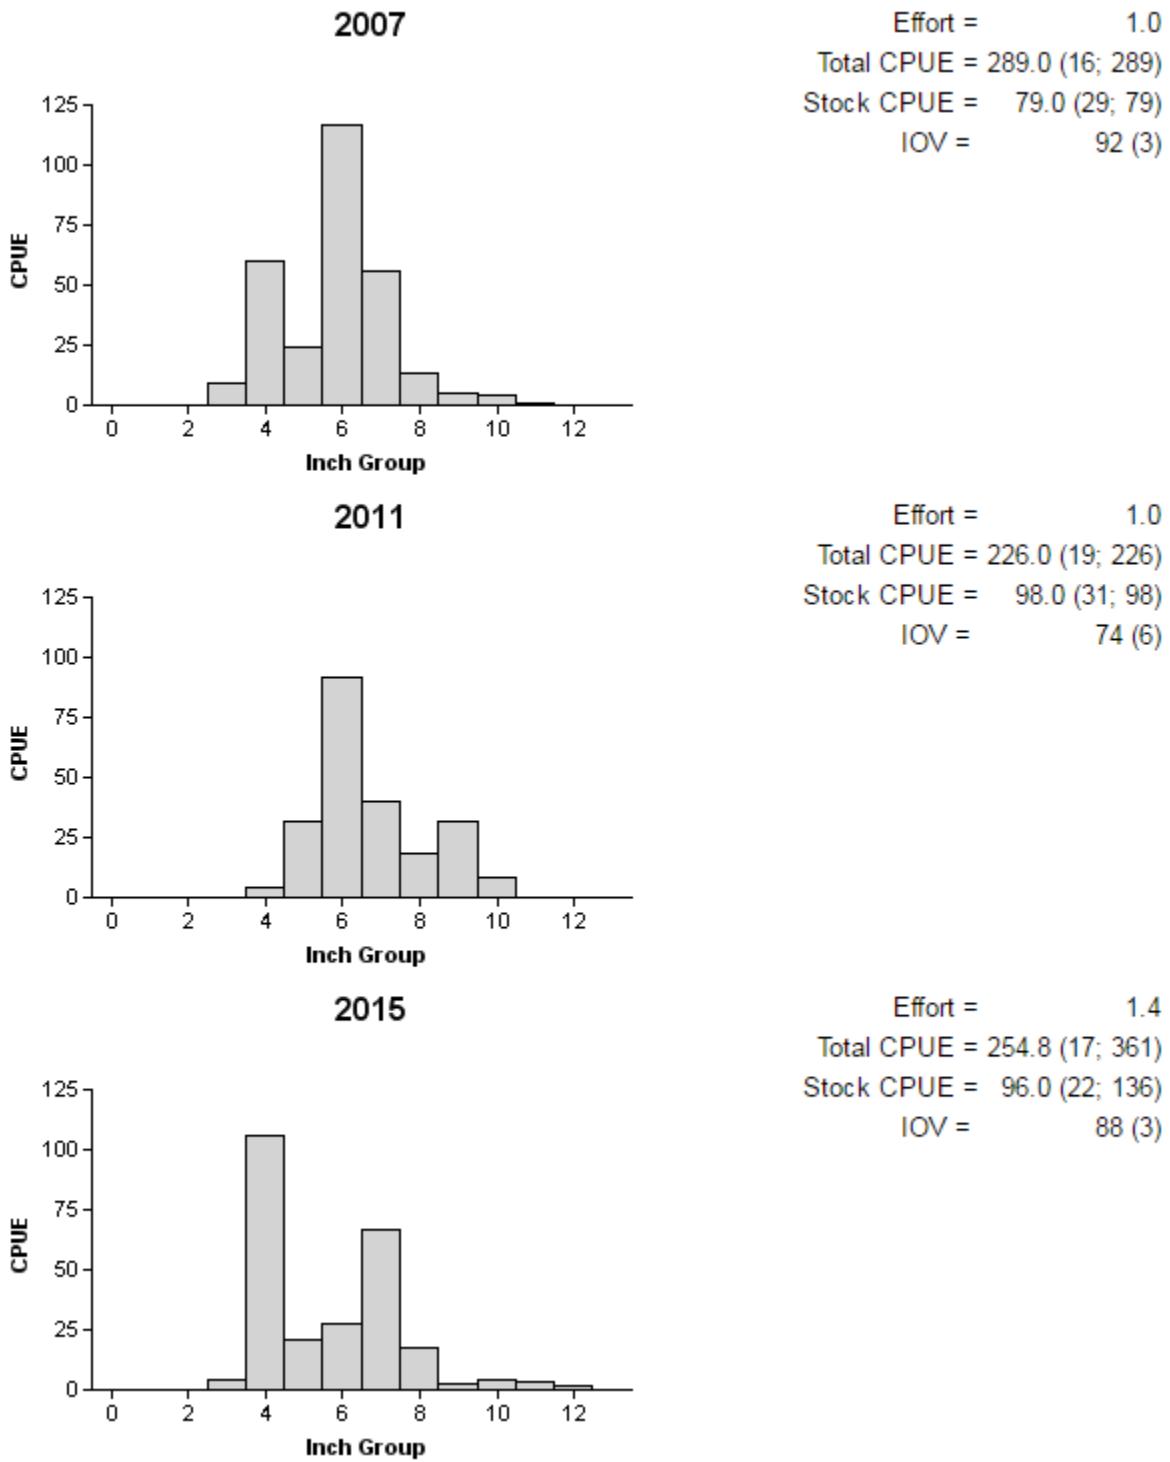 2007
Effort = 1.0
Total CPUE = 289.0 (16; 289)
Stock CPUE = 79.0 (29; 79)
IOV = 92 (3)
125
100
75
50
25
0
CPUE
0 2 4 6 8 10 12
Inch Group
2011
Effort = 1.0
Total CPUE = 226.0 (19; 226)
Stock CPUE = 98.0 (31; 98)
IOV = 74 (6)
125
100
75
50
25
0
CPUE
0 2 4 6 8 10 12
Inch Group
2015
Effort = 1.4
Total CPUE = 254.8 (17; 361)
Stock CPUE = 96.0 (22; 136)
IOV = 88 (3)
125
100
75
50
25
0
CPUE
0 2 4 6 8 10 12
Inch Group